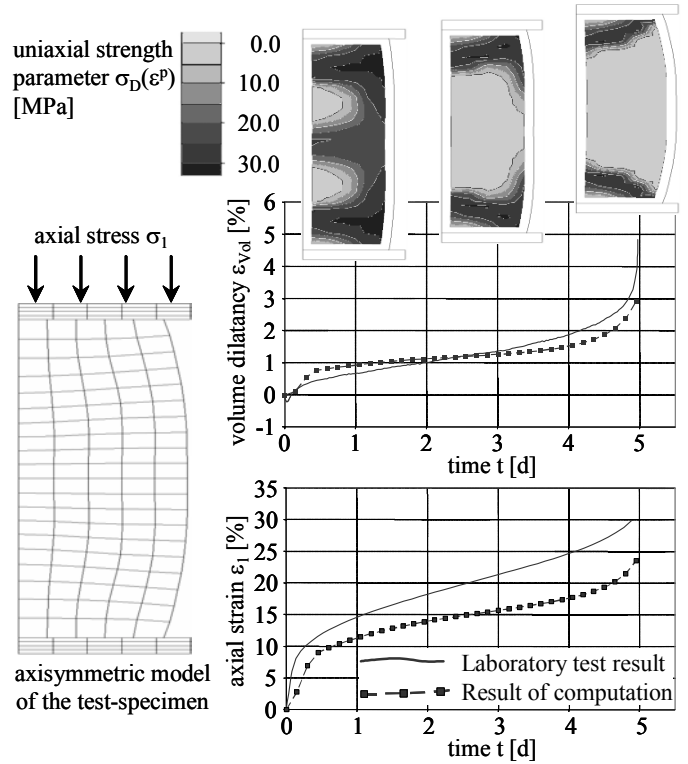 uniaxial strength
parameter σD(εᵖ)
[MPa]
0.0
10.0
20.0
30.0
axial stress σ1
axisymmetric model
of the test-specimen
volume dilatancy εVol [%]
6
5
4
3
2
1
0
-1
0 1 2 3 4 5
time t [d]
axial strain ε1 [%]
35
30
25
20
15
10
5
0
Laboratory test result
Result of computation
0 1 2 3 4 5
time t [d]